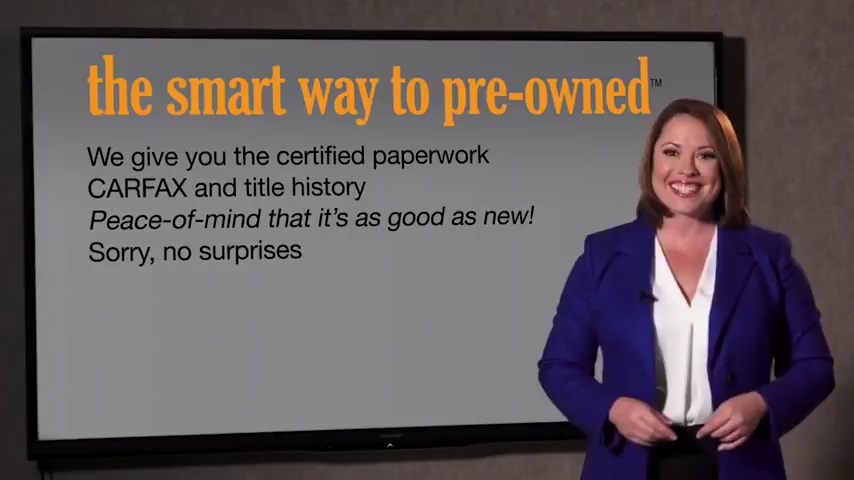 the smart way to pre-owned™
We give you the certified paperwork
CARFAX and title history
Peace-of-mind that it's as good as new!
Sorry, no surprises